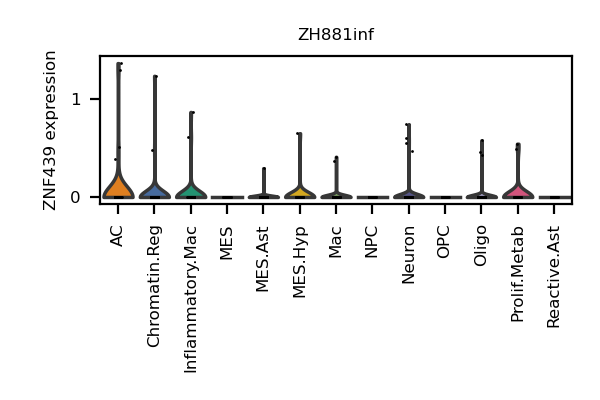 ZH881inf
ZNF439 expression
1
0
AC
Chromatin.Reg
Inflammatory.Mac
MES
MES.Ast
MES.Hyp
Mac
NPC
Neuron
OPC
Oligo
Prolif.Metab
Reactive.Ast